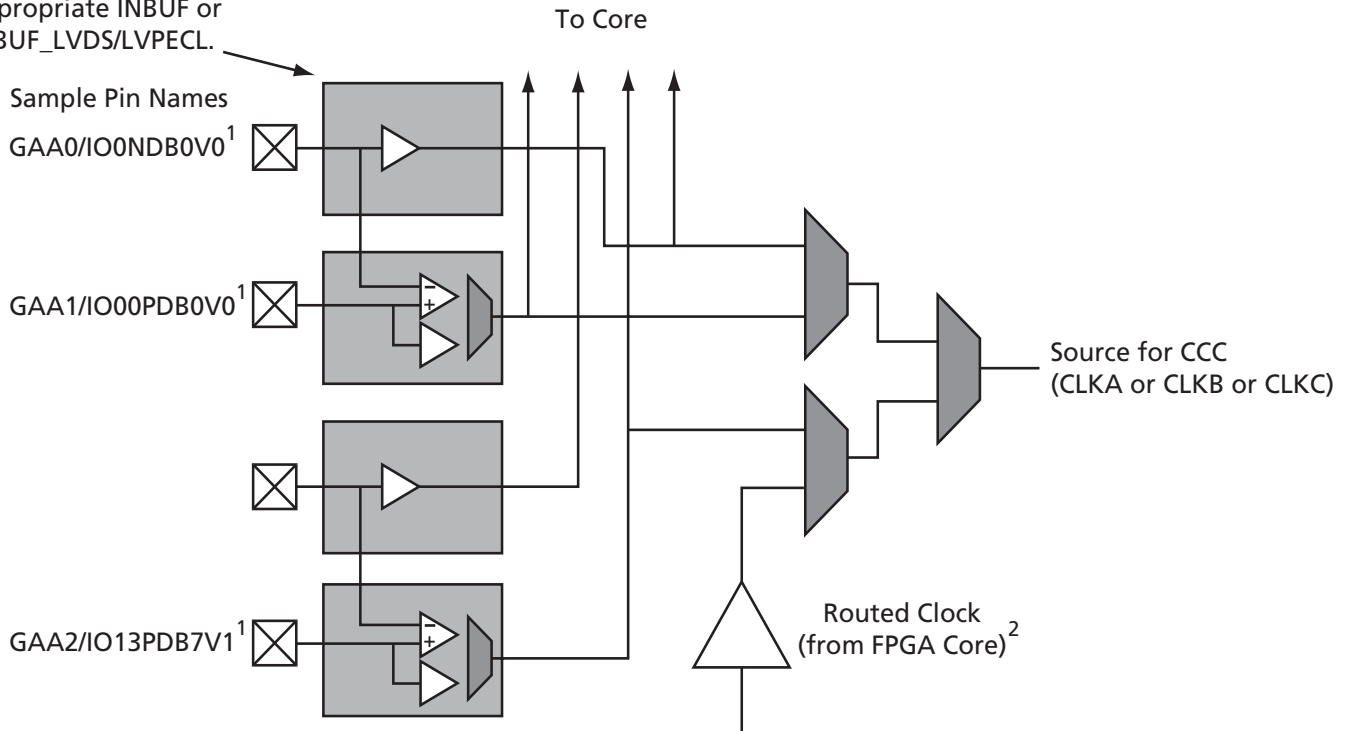 propriate INBUF or
BUF_LVDS/LVPECL.
To Core
Sample Pin Names
GAA0/IO0NDB0V0¹
GAA1/IO00PDB0V0¹
− +
Source for CCC
(CLKA or CLKB or CLKC)
GAA2/IO13PDB7V1¹
− +
Routed Clock
(from FPGA Core)²